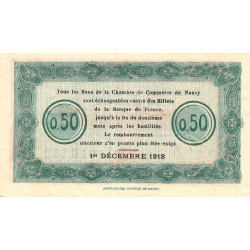 Tous les Bons de la Chambre de Commerce de Nancy
sont échangeables contre des Billets
de la Banque de France,
jusqu'à la fin du douzième
mois après les hostilités.
Le remboursement
ultérieur n'en pourra plus être exigé
0.50
0.50
1er DÉCEMBRE 1918